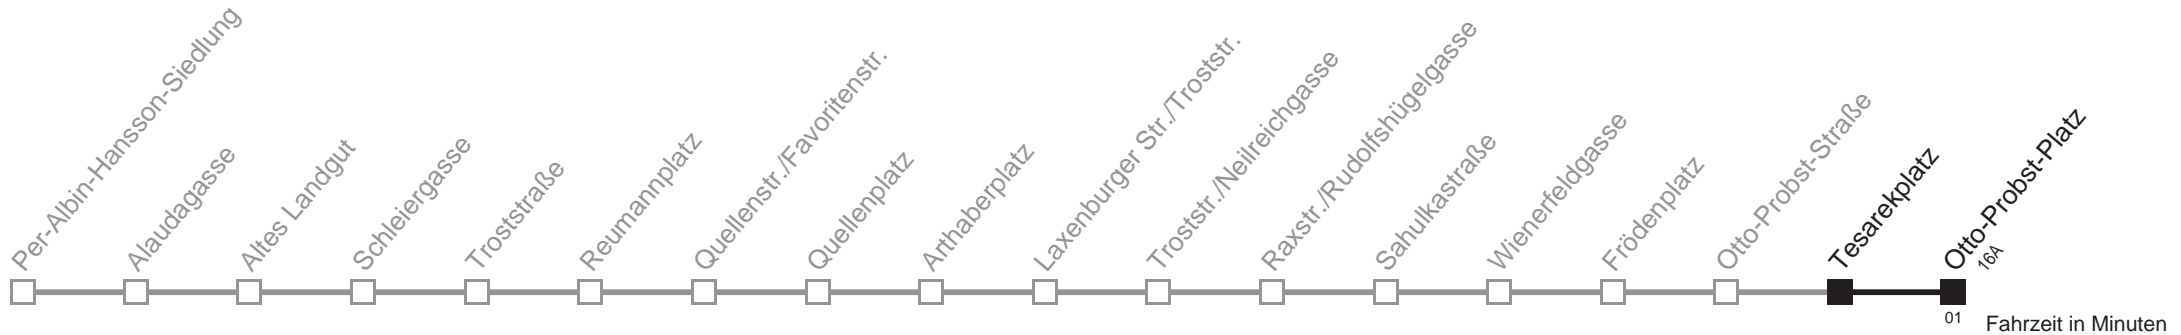 Per-Albin-Hansson-Siedlung
Alaudagasse
Altes Landgut
Schleiergasse
Troststraße
Reumannplatz
Quellenstr./Favoritenstr.
Quellenplatz
Arthaberplatz
Laxenburger Str./Troststr.
Troststr./Neilreichgasse
Raxstr./Rudolfshügelgasse
Sahulkastraße
Wienerfeldgasse
Frödenplatz
Otto-Probst-Straße
Tesarekplatz
Otto-Probst-Platz
16A
01
Fahrzeit in Minuten